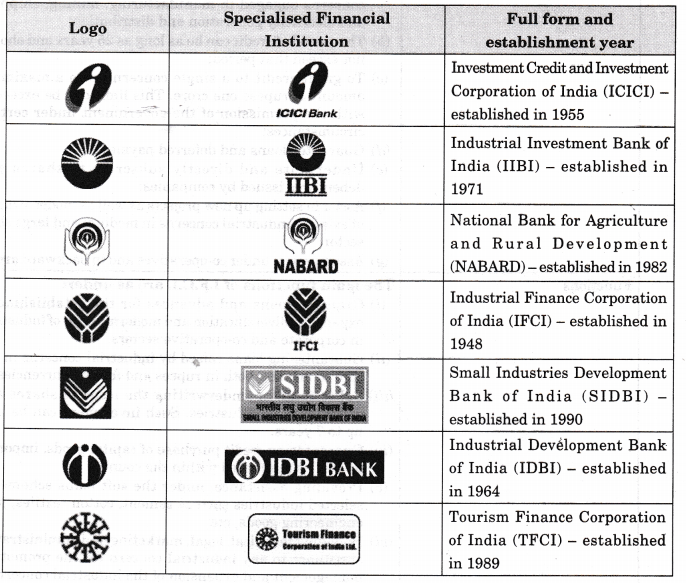 Logo
Specialised Financial
Institution
Full form and
establishment year
ICICI Bank
Investment Credit and Investment
Corporation of India (ICICI) –
established in 1955
IIBI
Industrial Investment Bank of
India (IIBI) – established in
1971
NABARD
National Bank for Agriculture
and Rural Development
(NABARD) – established in 1982
IFCI
Industrial Finance Corporation
of India (IFCI) – established in
1948
SIDBI
भारतीय लघु उद्योग विकास बैंक
SMALL INDUSTRIES DEVELOPMENT BANK OF INDIA
Small Industries Development
Bank of India (SIDBI) –
established in 1990
IDBI BANK
Industrial Development Bank
of India (IDBI) – established
in 1964
Tourism Finance
Corporation of India Ltd.
Tourism Finance Corporation
of India (TFCI) – established
in 1989